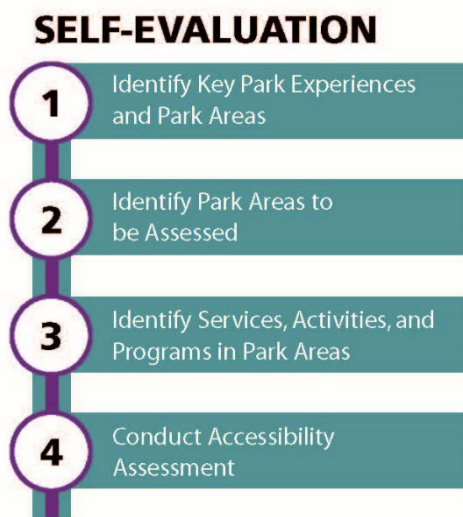 SELF-EVALUATION
1
Identify Key Park Experiences
and Park Areas
2
Identify Park Areas to
be Assessed
3
Identify Services, Activities, and
Programs in Park Areas
4
Conduct Accessibility
Assessment